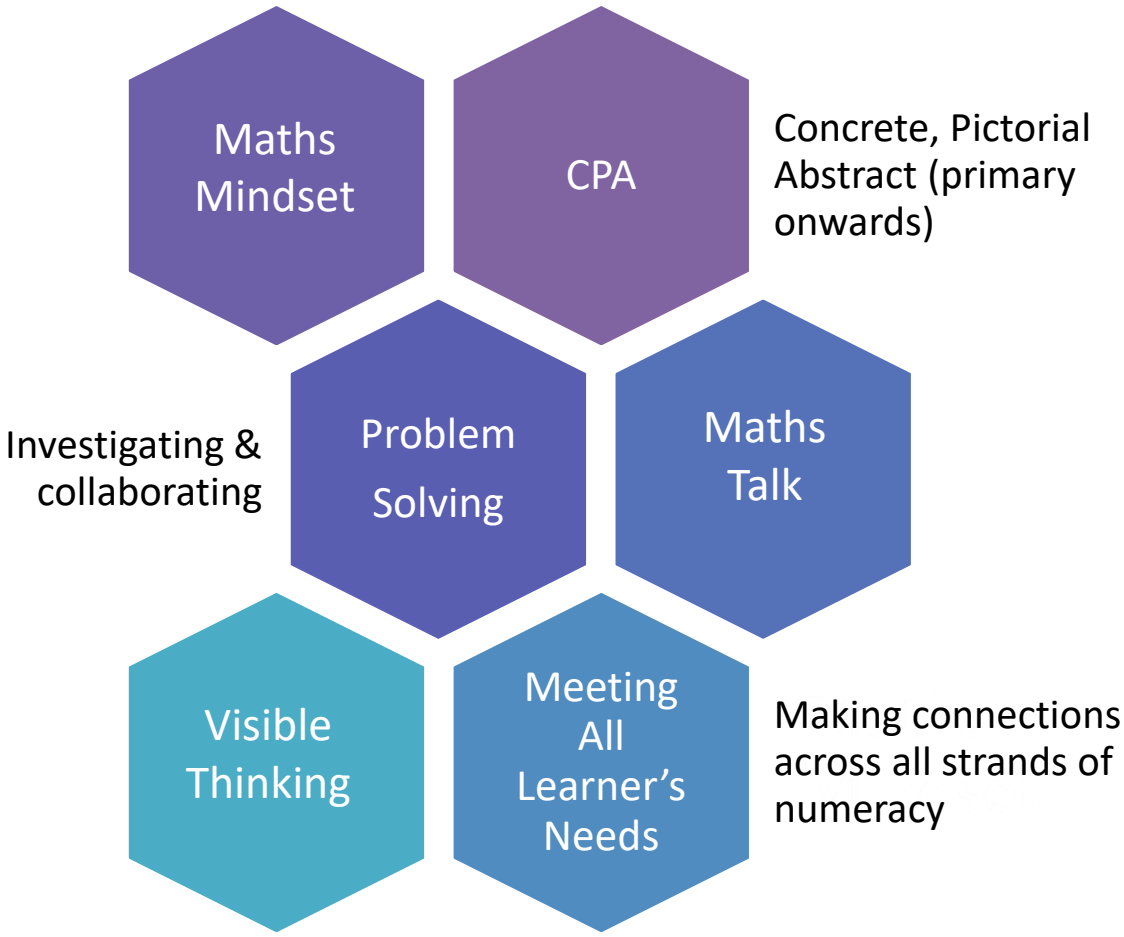 Maths
Mindset
CPA
Concrete, Pictorial
Abstract (primary
onwards)
Investigating &
collaborating
Problem
Solving
Maths
Talk
Visible
Thinking
Meeting
All
Learner’s
Needs
Making connections
across all strands of
numeracy